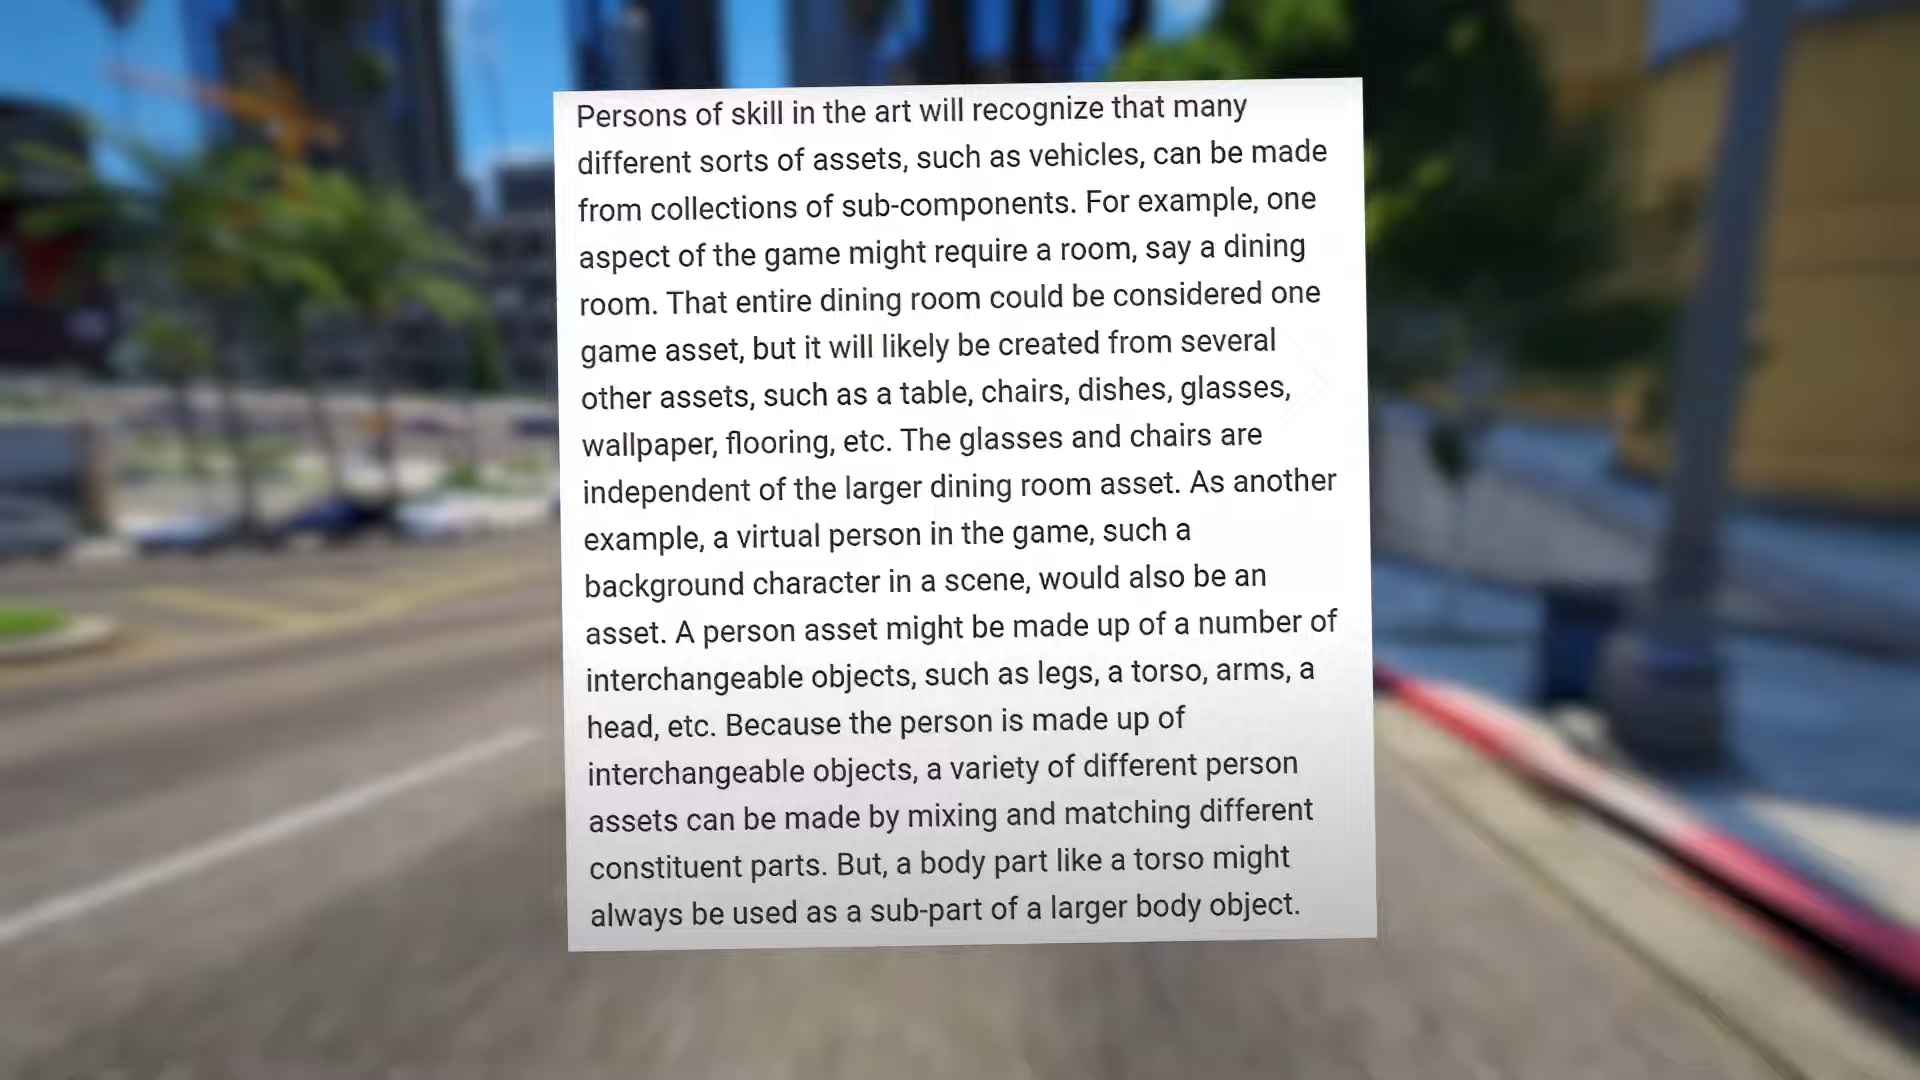 Persons of skill in the art will recognize that many
different sorts of assets, such as vehicles, can be made
from collections of sub-components. For example, one
aspect of the game might require a room, say a dining
room. That entire dining room could be considered one
game asset, but it will likely be created from several
other assets, such as a table, chairs, dishes, glasses,
wallpaper, flooring, etc. The glasses and chairs are
independent of the larger dining room asset. As another
example, a virtual person in the game, such a
background character in a scene, would also be an
asset. A person asset might be made up of a number of
interchangeable objects, such as legs, a torso, arms, a
head, etc. Because the person is made up of
interchangeable objects, a variety of different person
assets can be made by mixing and matching different
constituent parts. But, a body part like a torso might
always be used as a sub-part of a larger body object.